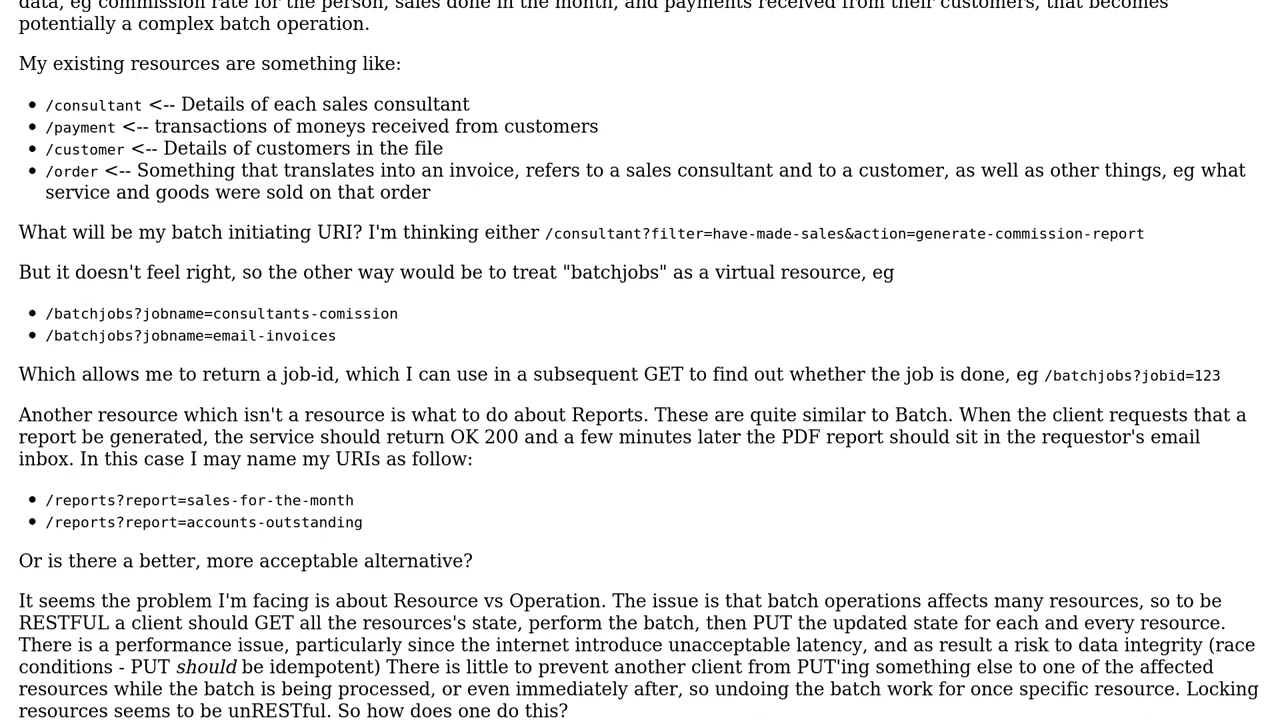 data, eg commission rate for the person, sales done in the month, and payments received from their customers, that becomes
potentially a complex batch operation.
My existing resources are something like:
• /consultant <-- Details of each sales consultant
• /payment <-- transactions of moneys received from customers
• /customer <-- Details of customers in the file
• /order <-- Something that translates into an invoice, refers to a sales consultant and to a customer, as well as other things, eg what
service and goods were sold on that order
What will be my batch initiating URI? I'm thinking either /consultant?filter=have-made-sales&action=generate-commission-report
But it doesn't feel right, so the other way would be to treat "batchjobs" as a virtual resource, eg
• /batchjobs?jobname=consultants-comission
• /batchjobs?jobname=email-invoices
Which allows me to return a job-id, which I can use in a subsequent GET to find out whether the job is done, eg /batchjobs?jobid=123
Another resource which isn't a resource is what to do about Reports. These are quite similar to Batch. When the client requests that a
report be generated, the service should return OK 200 and a few minutes later the PDF report should sit in the requestor's email
inbox. In this case I may name my URIs as follow:
• /reports?report=sales-for-the-month
• /reports?report=accounts-outstanding
Or is there a better, more acceptable alternative?
It seems the problem I'm facing is about Resource vs Operation. The issue is that batch operations affects many resources, so to be
RESTFUL a client should GET all the resources's state, perform the batch, then PUT the updated state for each and every resource.
There is a performance issue, particularly since the internet introduce unacceptable latency, and as result a risk to data integrity (race
conditions - PUT should be idempotent) There is little to prevent another client from PUT'ing something else to one of the affected
resources while the batch is being processed, or even immediately after, so undoing the batch work for once specific resource. Locking
resources seems to be unRESTful. So how does one do this?